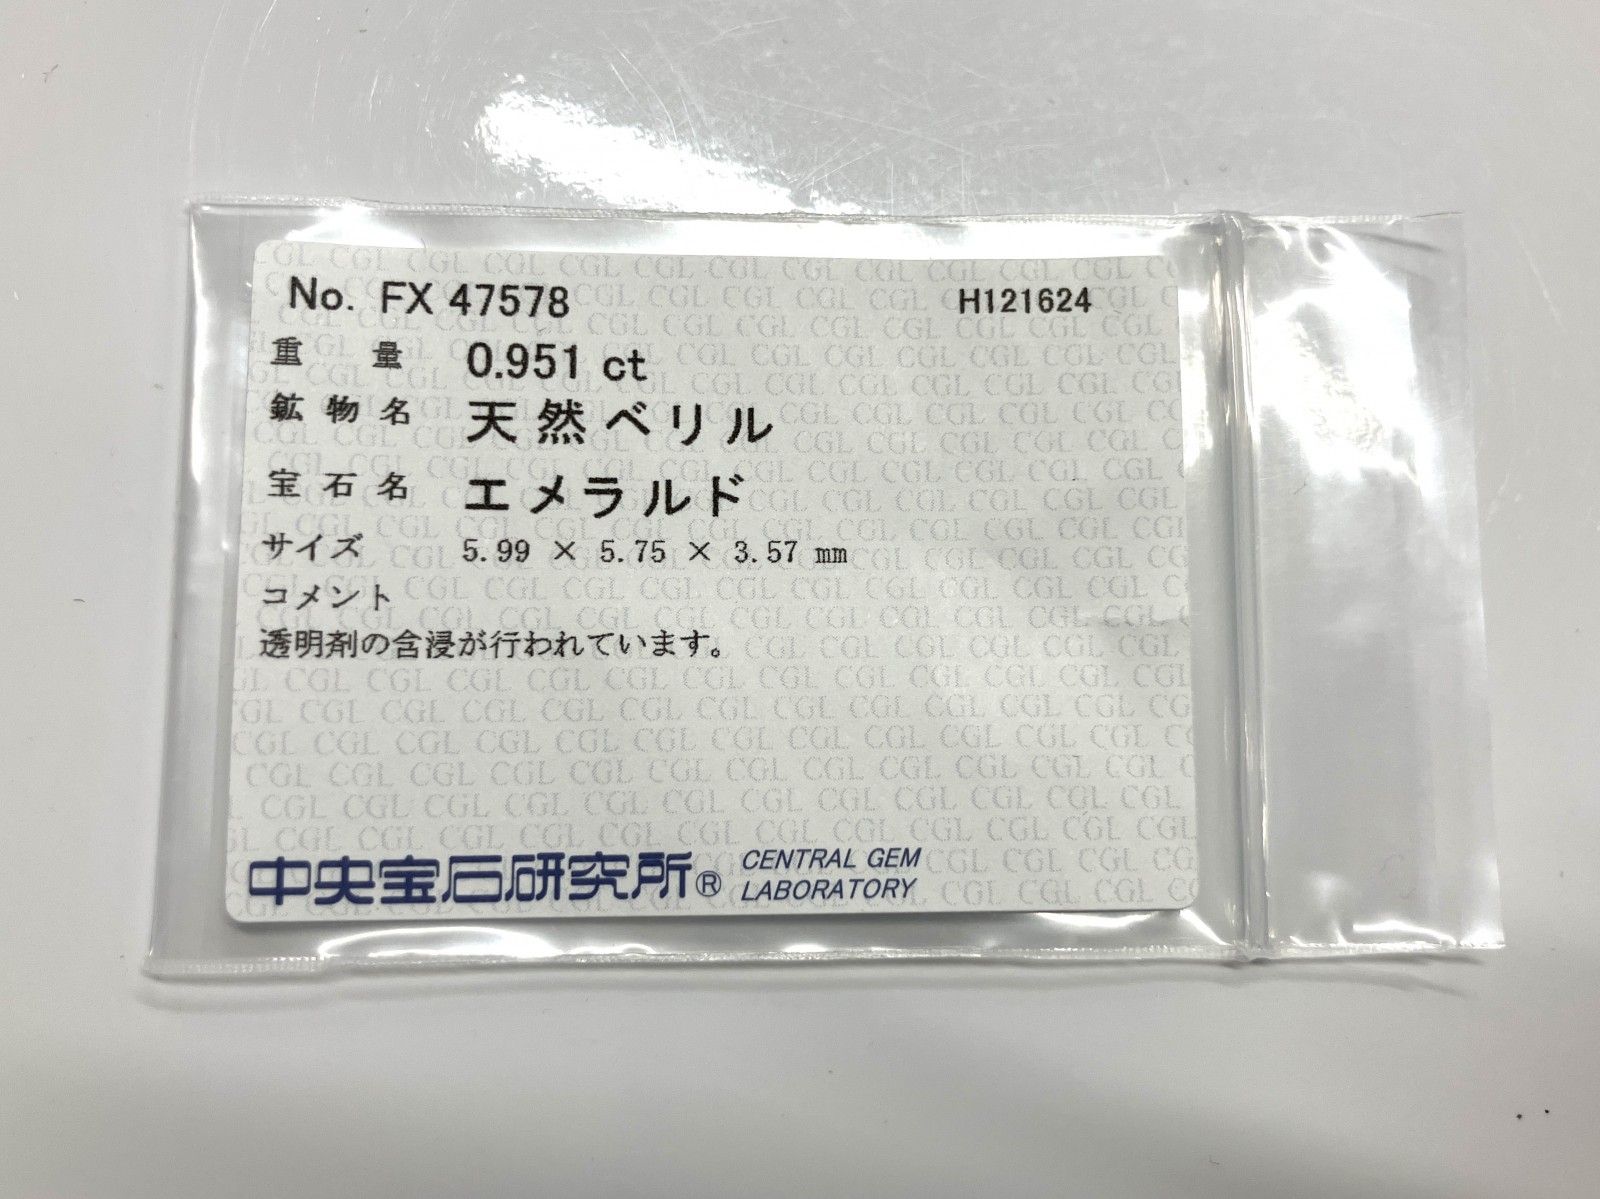 No. FX 47578 H121624
重量 0.951 ct
鉱物名 天然ベリル
宝石名 エメラルド
サイズ 5.99 × 5.75 × 3.57 mm
コメント
透明剤の含浸が行われています。
中央宝石研究所® CENTRAL GEM
LABORATORY